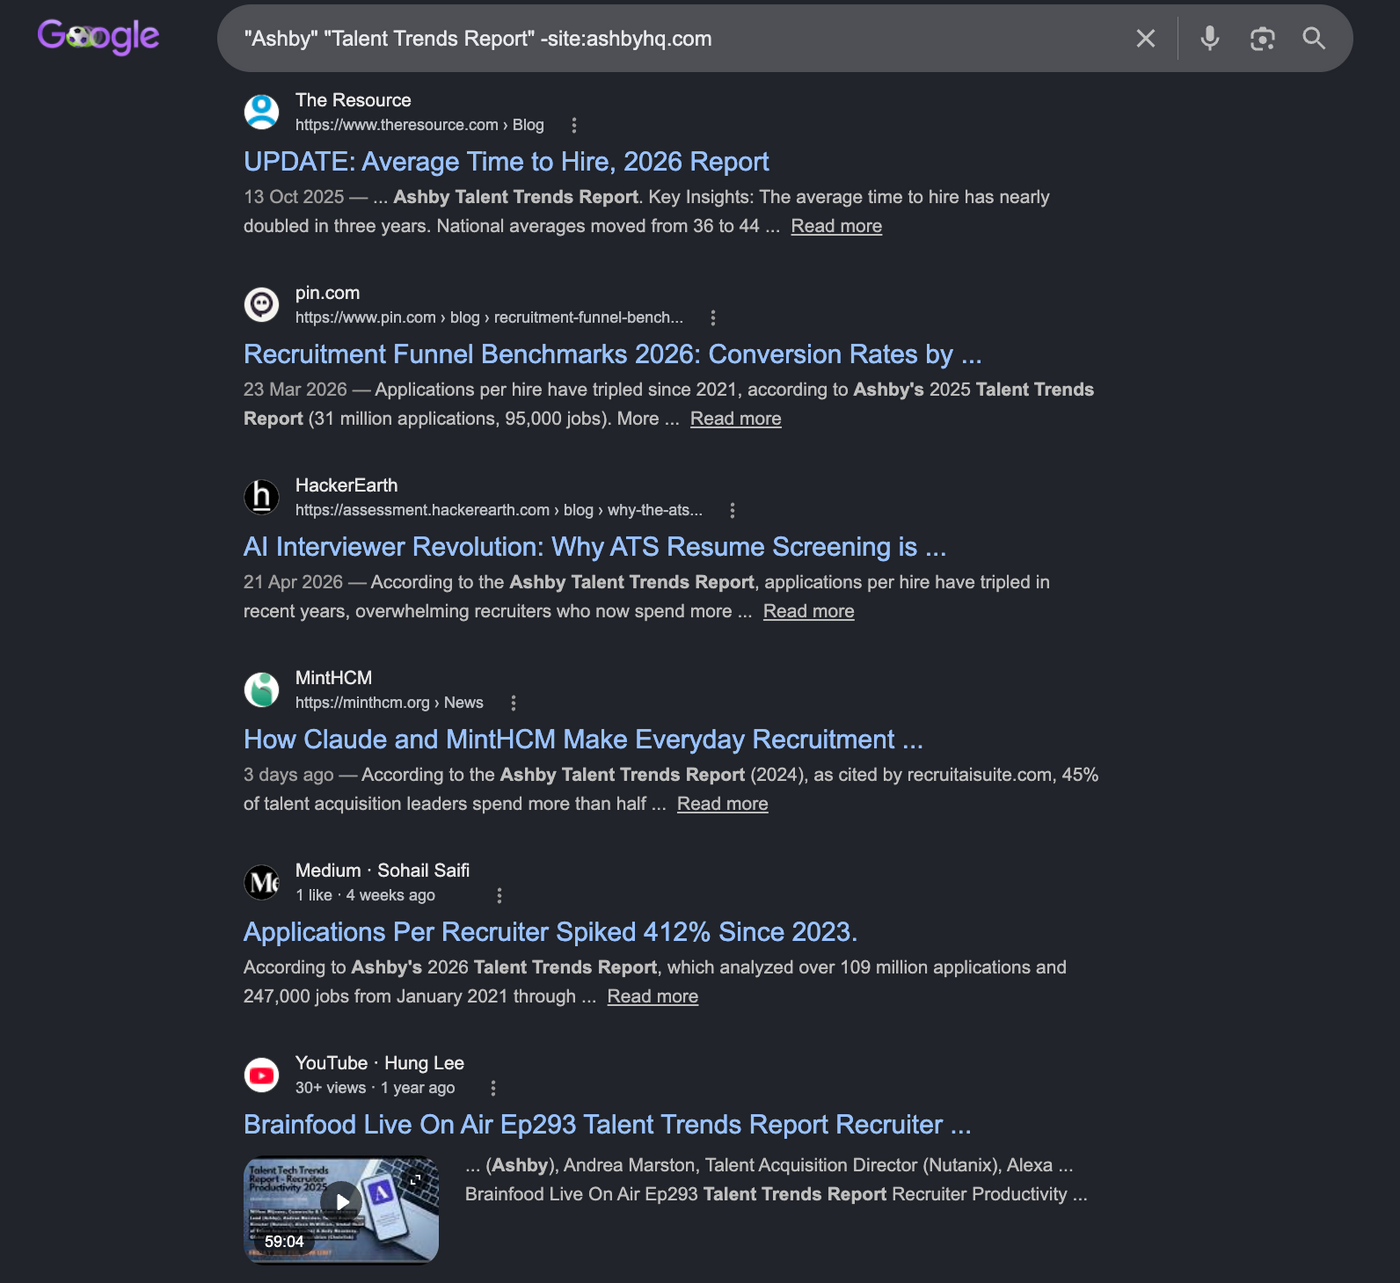 Google
"Ashby" "Talent Trends Report" -site:ashbyhq.com
The Resource
https://www.theresource.com › Blog
UPDATE: Average Time to Hire, 2026 Report
13 Oct 2025 — ... Ashby Talent Trends Report. Key Insights: The average time to hire has nearly
doubled in three years. National averages moved from 36 to 44 ... Read more
pin.com
https://www.pin.com › blog › recruitment-funnel-bench...
Recruitment Funnel Benchmarks 2026: Conversion Rates by ...
23 Mar 2026 — Applications per hire have tripled since 2021, according to Ashby's 2025 Talent Trends
Report (31 million applications, 95,000 jobs). More ... Read more
h
HackerEarth
https://assessment.hackerearth.com › blog › why-the-ats...
AI Interviewer Revolution: Why ATS Resume Screening is ...
21 Apr 2026 — According to the Ashby Talent Trends Report, applications per hire have tripled in
recent years, overwhelming recruiters who now spend more ... Read more
MintHCM
https://minthcm.org › News
How Claude and MintHCM Make Everyday Recruitment ...
3 days ago — According to the Ashby Talent Trends Report (2024), as cited by recruitaisuite.com, 45%
of talent acquisition leaders spend more than half ... Read more
Me
Medium · Sohail Saifi
1 like · 4 weeks ago
Applications Per Recruiter Spiked 412% Since 2023.
According to Ashby's 2026 Talent Trends Report, which analyzed over 109 million applications and
247,000 jobs from January 2021 through ... Read more
YouTube · Hung Lee
30+ views · 1 year ago
Brainfood Live On Air Ep293 Talent Trends Report Recruiter ...
... (Ashby), Andrea Marston, Talent Acquisition Director (Nutanix), Alexa ...
Brainfood Live On Air Ep293 Talent Trends Report Recruiter Productivity ...
Talent Tech Trends
Report - Recruiter
Productivity 2025
A
59:04